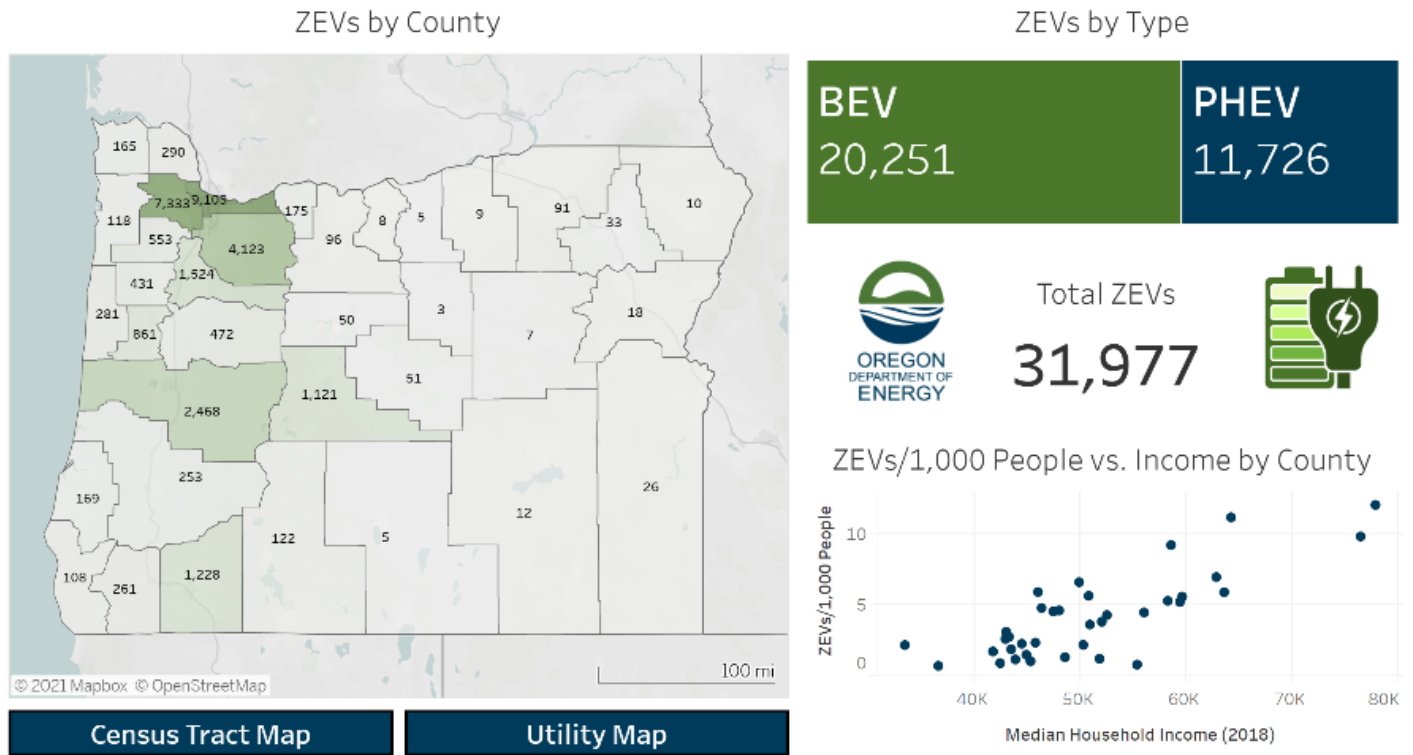 ZEVs by County
165
290
7,333
9,105
118
553
4,123
175
96
8
5
9
91
33
10
431
1,524
281
861
472
50
3
7
18
51
2,468
1,121
253
169
108
261
1,228
122
5
12
26
100 mi
© 2021 Mapbox © OpenStreetMap
Census Tract Map
Utility Map
ZEVs by Type
BEV
20,251
PHEV
11,726
OREGON
DEPARTMENT OF
ENERGY
Total ZEVs
31,977
ZEVs/1,000 People vs. Income by County
ZEVs/1,000 People
10
5
0
40K
50K
60K
70K
80K
Median Household Income (2018)